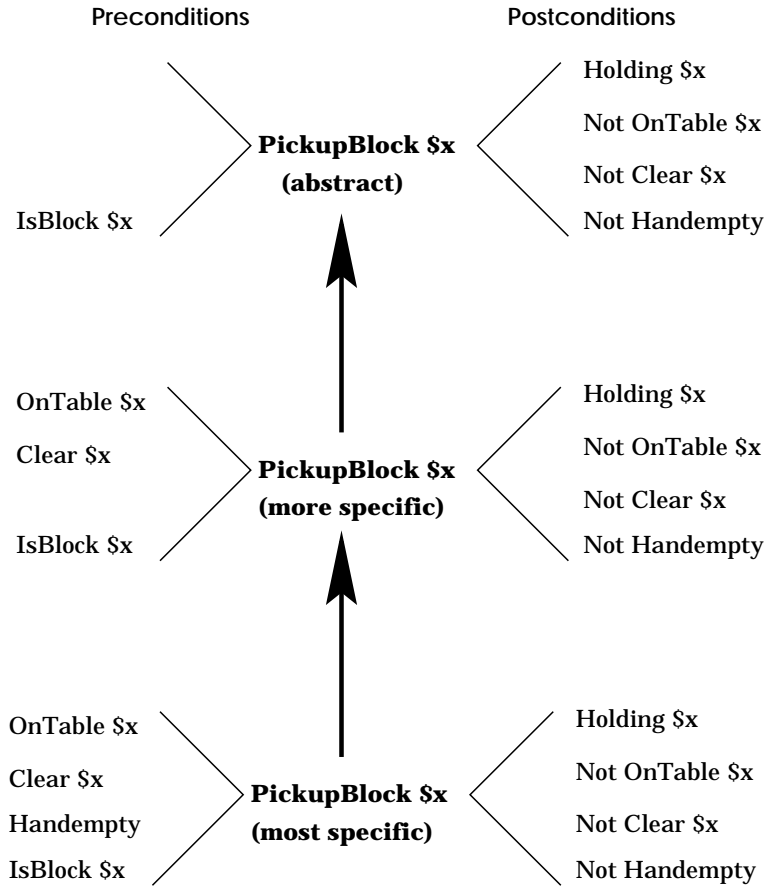 Preconditions
Postconditions
IsBlock $x
PickupBlock $x
(abstract)
Holding $x
Not OnTable $x
Not Clear $x
Not Handempty
OnTable $x
Clear $x
IsBlock $x
PickupBlock $x
(more specific)
Holding $x
Not OnTable $x
Not Clear $x
Not Handempty
OnTable $x
Clear $x
Handempty
IsBlock $x
PickupBlock $x
(most specific)
Holding $x
Not OnTable $x
Not Clear $x
Not Handempty